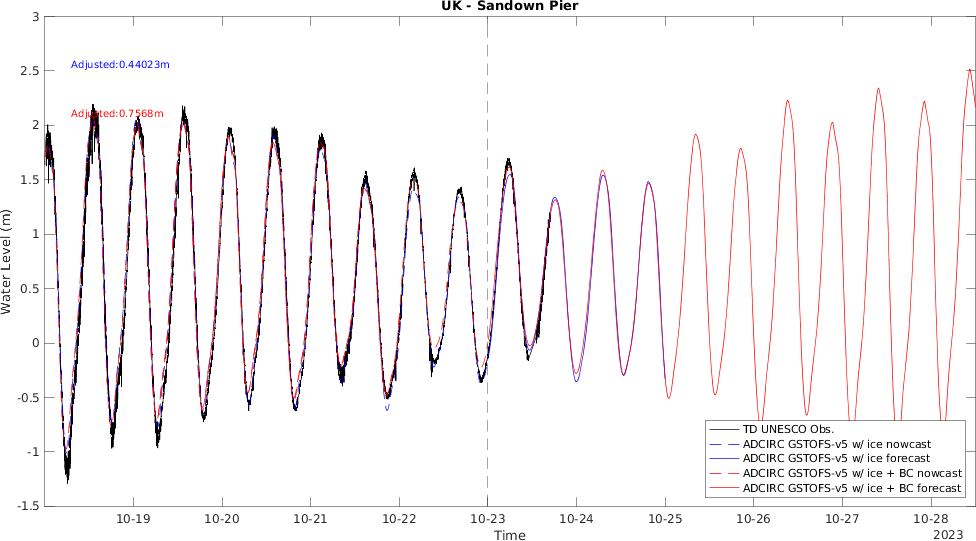 UK - Sandown Pier
3
2.5
2
1.5
1
0.5
0
-0.5
-1
-1.5
Water Level (m)
Adjusted:0.44023m
Adjusted:0.7568m
TD UNESCO Obs.
ADCIRC GSTOFS-v5 w/ ice nowcast
ADCIRC GSTOFS-v5 w/ ice forecast
ADCIRC GSTOFS-v5 w/ ice + BC nowcast
ADCIRC GSTOFS-v5 w/ ice + BC forecast
10-19 10-20 10-21 10-22 10-23 10-24 10-25 10-26 10-27 10-28
Time
2023